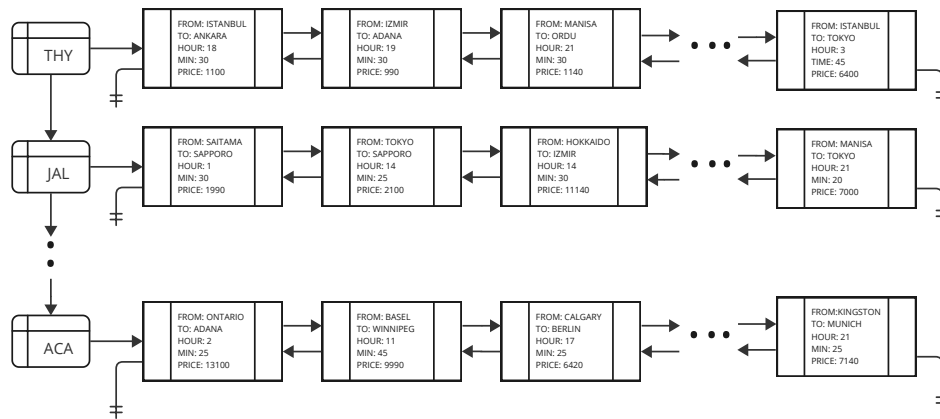 THY
FROM: ISTANBUL
TO: ANKARA
HOUR: 18
MIN: 30
PRICE: 1100
FROM: IZMIR
TO: ADANA
HOUR: 19
MIN: 30
PRICE: 990
FROM: MANISA
TO: ORDU
HOUR: 21
MIN: 30
PRICE: 1140
FROM: ISTANBUL
TO: TOKYO
HOUR: 3
TIME: 45
PRICE: 6400
JAL
FROM: SAITAMA
TO: SAPPORO
HOUR: 1
MIN: 30
PRICE: 1990
FROM: TOKYO
TO: SAPPORO
HOUR: 14
MIN: 25
PRICE: 2100
FROM: HOKKAIDO
TO: IZMIR
HOUR: 14
MIN: 30
PRICE: 11140
FROM: MANISA
TO: TOKYO
HOUR: 21
MIN: 20
PRICE: 7000
ACA
FROM: ONTARIO
TO: ADANA
HOUR: 2
MIN: 25
PRICE: 13100
FROM: BASEL
TO: WINNIPEG
HOUR: 11
MIN: 45
PRICE: 9990
FROM: CALGARY
TO: BERLIN
HOUR: 17
MIN: 25
PRICE: 6420
FROM:KINGSTON
TO: MUNICH
HOUR: 21
MIN: 25
PRICE: 7140